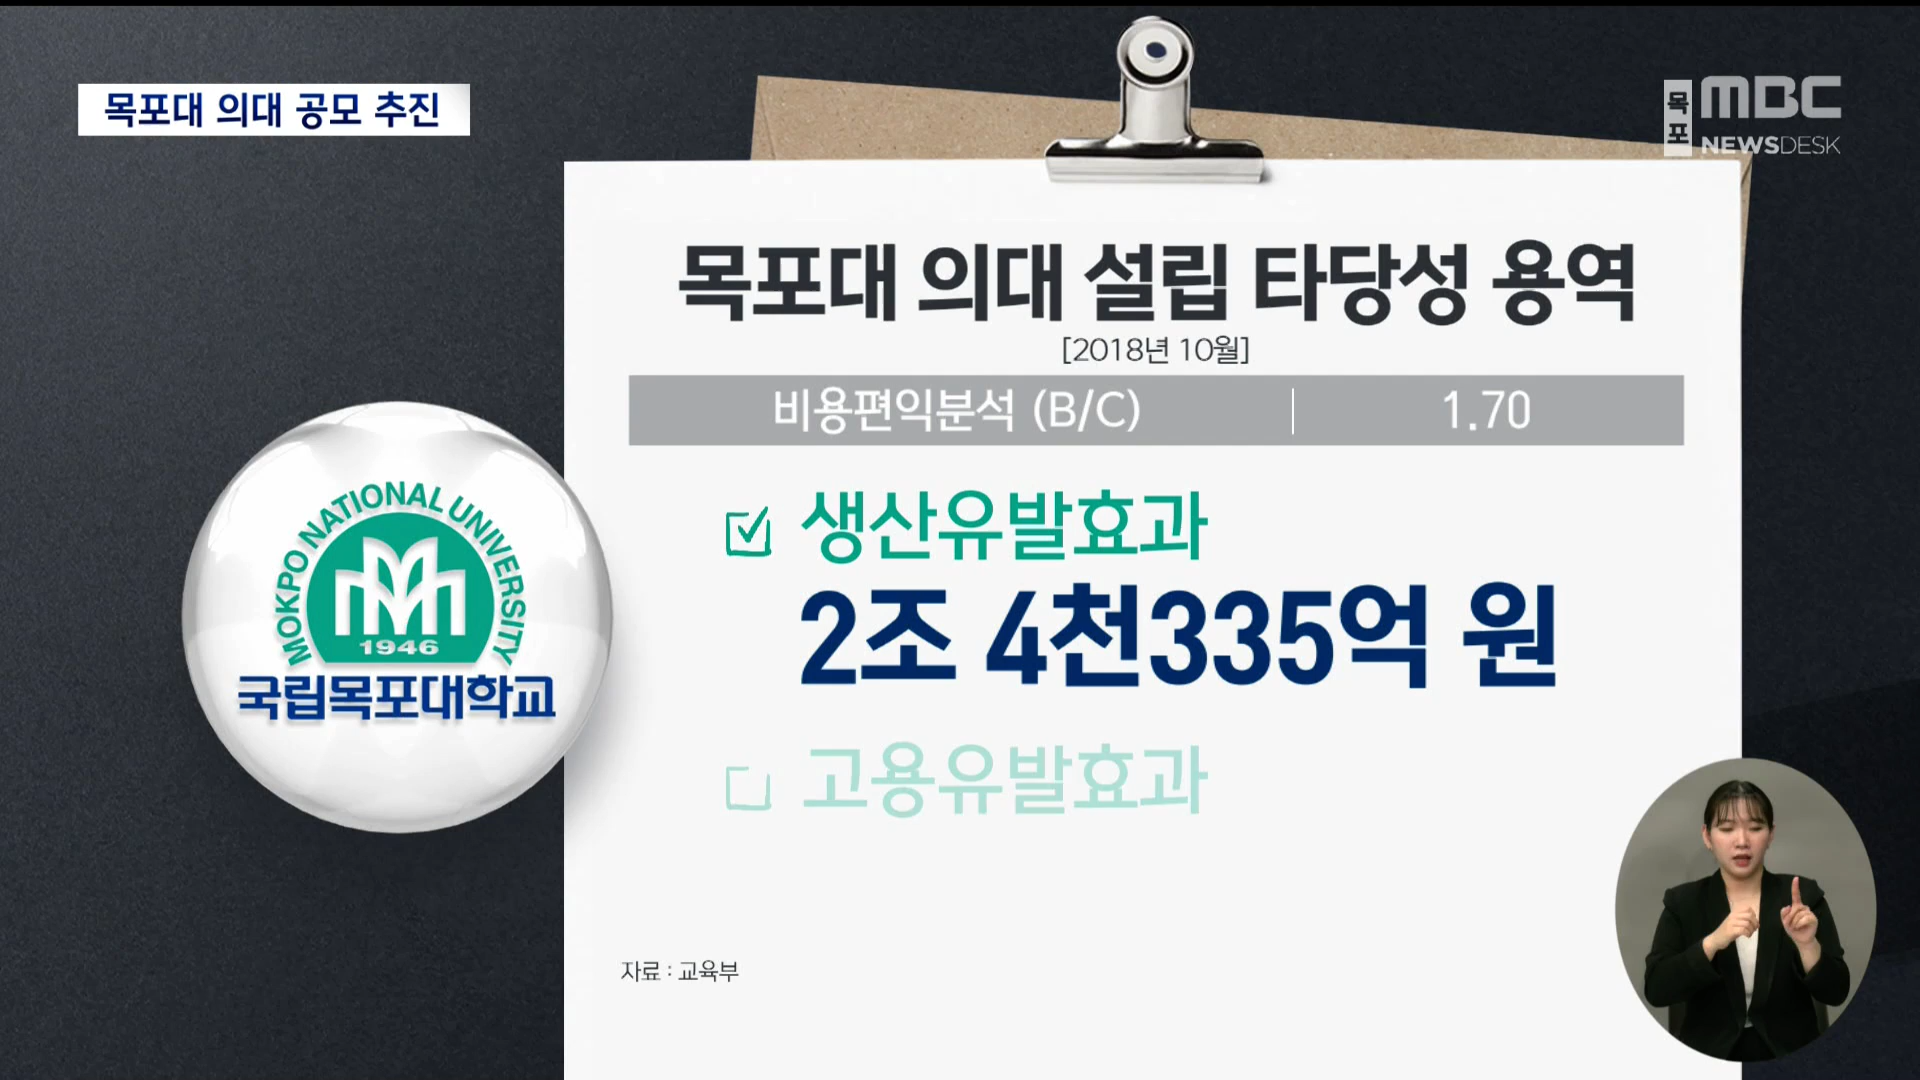 목포대 의대 공모 추진
목포
MBC
NEWSDESK
목포대 의대 설립 타당성 용역
[2018년 10월]
비용편익분석 (B/C) 1.70
생산유발효과
2조 4천335억 원
고용유발효과
MOKPO NATIONAL UNIVERSITY
1946
국립목포대학교
자료 : 교육부